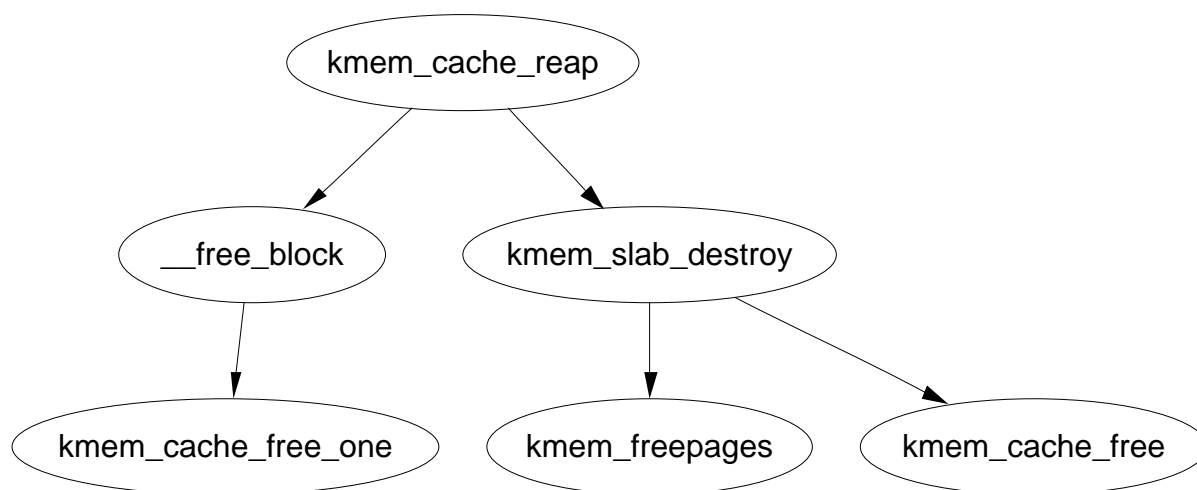 kmem_cache_reap
__free_block
kmem_slab_destroy
kmem_cache_free_one
kmem_freepages
kmem_cache_free